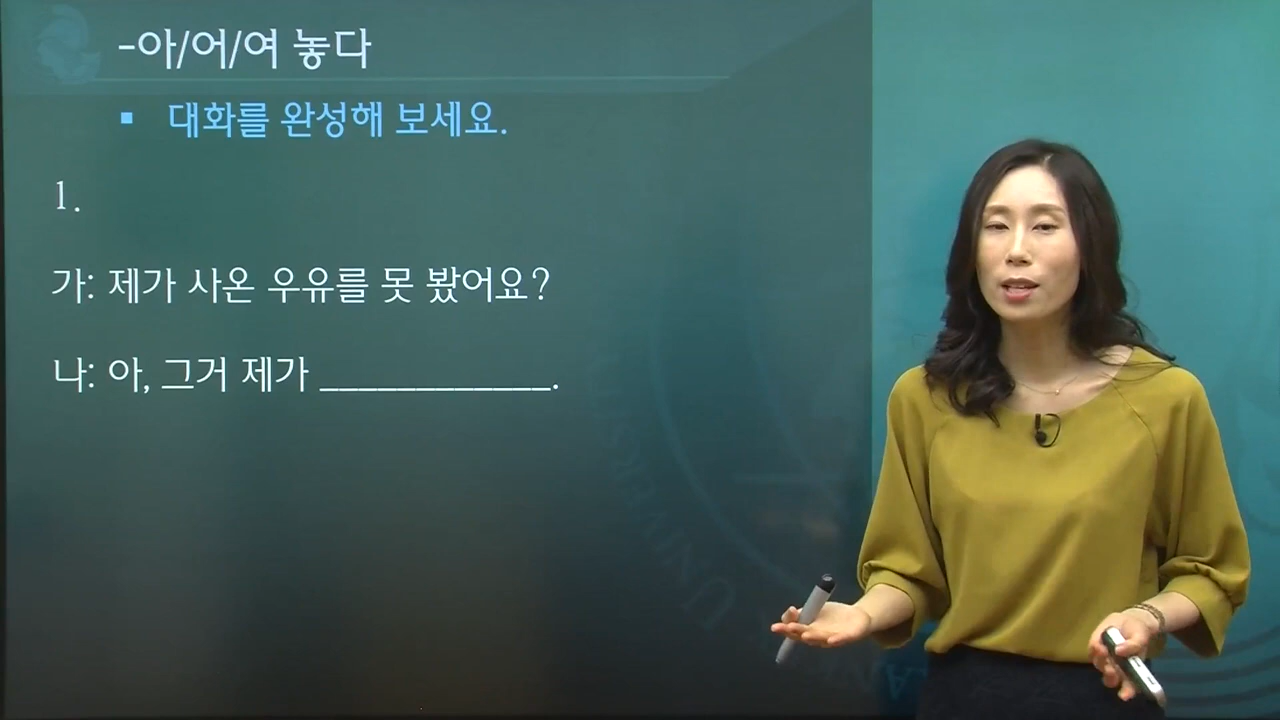 -아/어/여 놓다
▪ 대화를 완성해 보세요.
1.
가: 제가 사온 우유를 못 봤어요?
나: 아, 그거 제가 ____________.